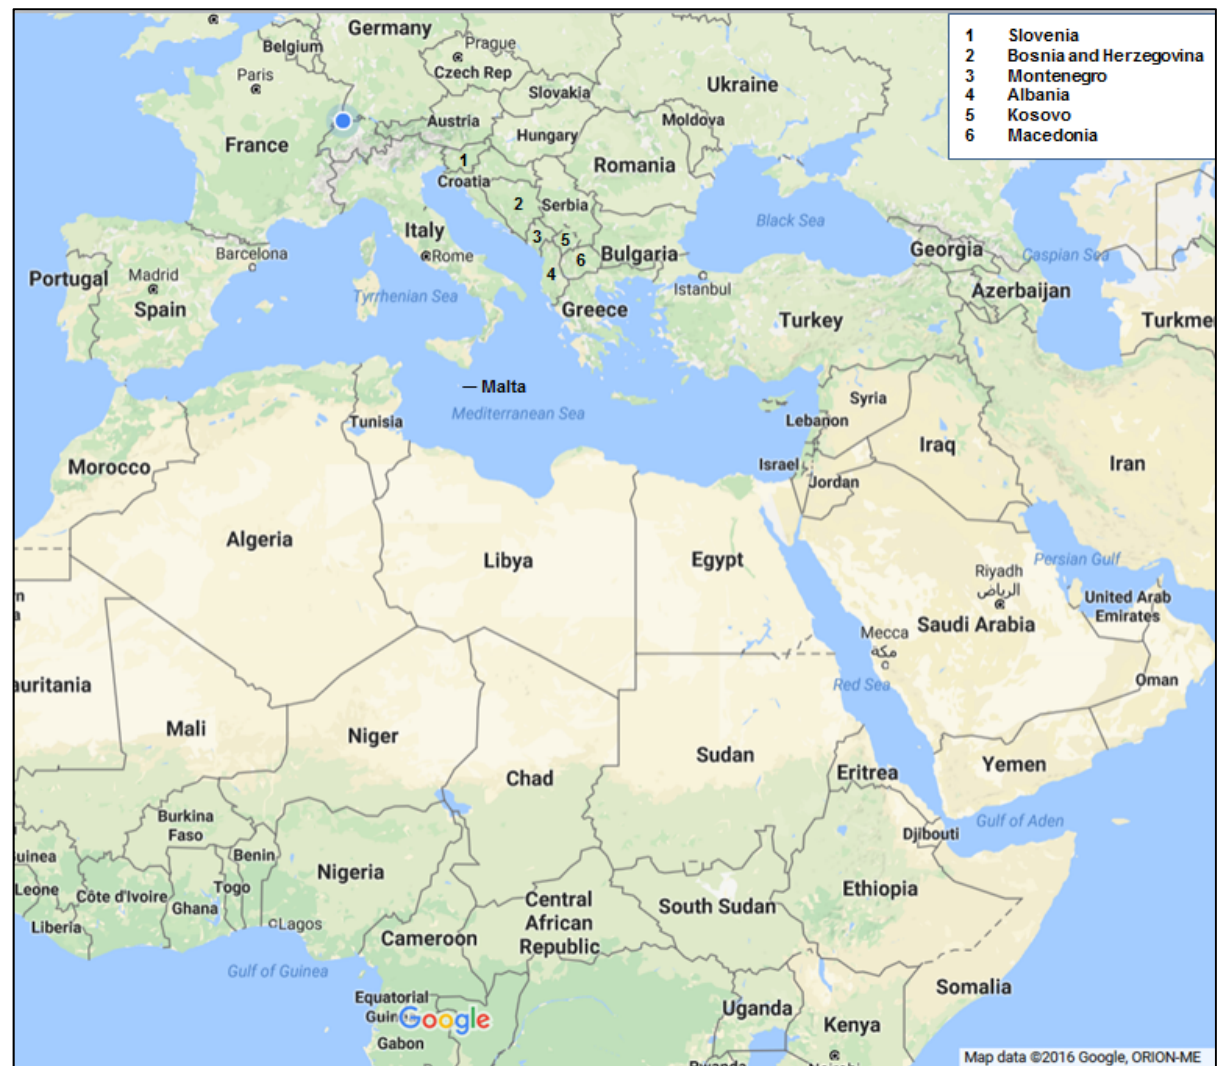 Germany
Belgium
Prague
Czech Rep
Paris
Slovakia
Ukraine
Austria
Moldova
France
Hungary
1
Croatia
Romania
2
Serbia
Black Sea
3
5
Italy
Rome
6
Bulgaria
4
Georgia
Caspian Sea
Barcelona
Portugal
Madrid
Spain
Tyrrhenian Sea
Istanbul
Azerbaijan
Greece
Turkey
Turkme
— Malta
Mediterranean Sea
Syria
Lebanon
Tunisia
Iraq
Iran
Morocco
Israel
Jordan
Algeria
Libya
Egypt
Persian Gulf
Riyadh
الرياض
United Arab
Emirates
Saudi Arabia
Mecca
مكة
Red Sea
Oman
auritania
Mali
Niger
Chad
Sudan
Eritrea
Yemen
Gulf of Aden
Djibouti
Burkina
Faso
Benin
Nigeria
uinea
Leone
Côte d'Ivoire
Togo
Ghana
Liberia
Lagos
Central
African
Republic
South Sudan
Ethiopia
Cameroon
Gulf of Guinea
Somalia
Equatorial
Guin
Google
Gabon
Uganda
Kenya
1 Slovenia
2 Bosnia and Herzegovina
3 Montenegro
4 Albania
5 Kosovo
6 Macedonia
Map data ©2016 Google, ORION-ME